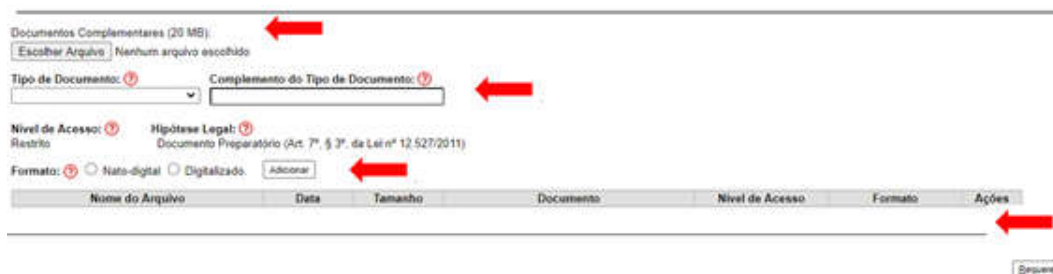 Documentos Complementares (20 MB):
Escolher Arquivo Nenhum arquivo escolhido
Tipo de Documento: ? Complemento do Tipo de Documento: ?
Nível de Acesso: ? Hipótese Legal: ?
Restrito Documento Preparatório (Art. 7º, § 3º, da Lei nº 12.527/2011)
Formato: ? Nato-digital Digitalizado Adicionar
Nome do Arquivo Data Tamanho Documento Nível de Acesso Formato Ações